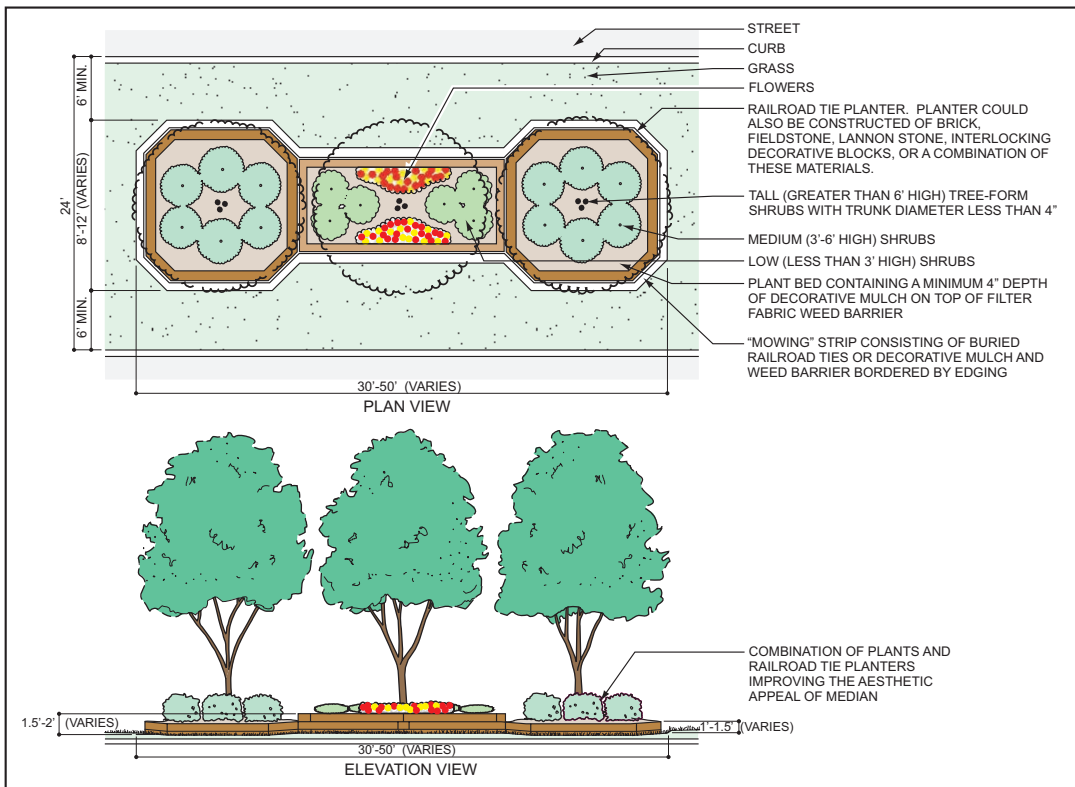 STREET
CURB
GRASS
FLOWERS
RAILROAD TIE PLANTER.  PLANTER COULD
ALSO BE CONSTRUCTED OF BRICK,
FIELDSTONE, LANNON STONE, INTERLOCKING
DECORATIVE BLOCKS, OR A COMBINATION OF
THESE MATERIALS.
TALL (GREATER THAN 6' HIGH) TREE-FORM
SHRUBS WITH TRUNK DIAMETER LESS THAN 4”
MEDIUM (3'-6' HIGH) SHRUBS
LOW (LESS THAN 3' HIGH) SHRUBS
PLANT BED CONTAINING A MINIMUM 4” DEPTH
OF DECORATIVE MULCH ON TOP OF FILTER
FABRIC WEED BARRIER
“MOWING” STRIP CONSISTING OF BURIED
RAILROAD TIES OR DECORATIVE MULCH AND
WEED BARRIER BORDERED BY EDGING
6' MIN.
24'
8'-12' (VARIES)
6' MIN.
30'-50' (VARIES)
PLAN VIEW
COMBINATION OF PLANTS AND
RAILROAD TIE PLANTERS
IMPROVING THE AESTHETIC
APPEAL OF MEDIAN
1.5'-2' (VARIES)
1'-1.5' (VARIES)
30'-50' (VARIES)
ELEVATION VIEW